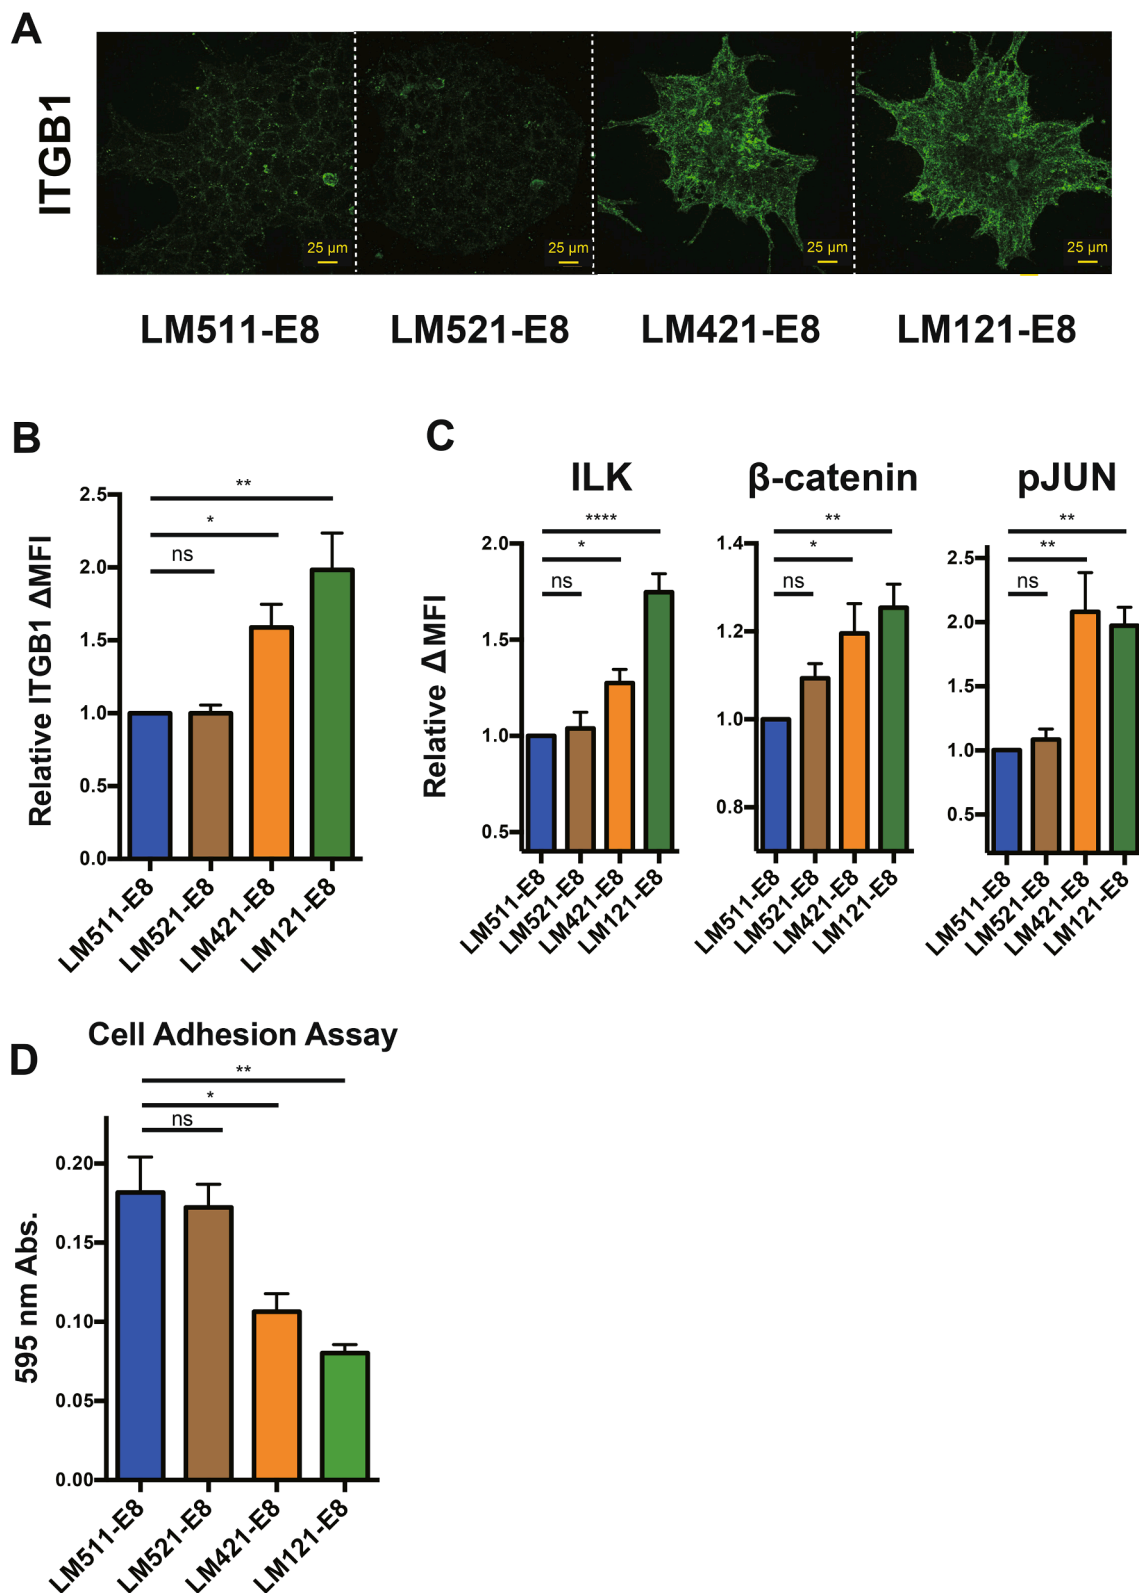 A
ITGB1
25 µm
25 µm
25 µm
25 µm
LM511-E8
LM521-E8
LM421-E8
LM121-E8
B
Relative ITGB1 ΔMFI
2.5
2.0
1.5
1.0
0.5
0.0
**
*
ns
LM511-E8
LM521-E8
LM421-E8
LM121-E8
C
Relative Δ MFI
ILK
2.0
1.5
1.0
0.5
****
*
ns
LM511-E8
LM521-E8
LM421-E8
LM121-E8
β-catenin
1.4
1.2
1.0
0.8
**
*
ns
LM511-E8
LM521-E8
LM421-E8
LM121-E8
pJUN
2.5
2.0
1.5
1.0
0.5
**
**
ns
LM511-E8
LM521-E8
LM421-E8
LM121-E8
D
Cell Adhesion Assay
595 nm Abs.
0.20
0.15
0.10
0.05
0.00
**
*
ns
LM511-E8
LM521-E8
LM421-E8
LM121-E8